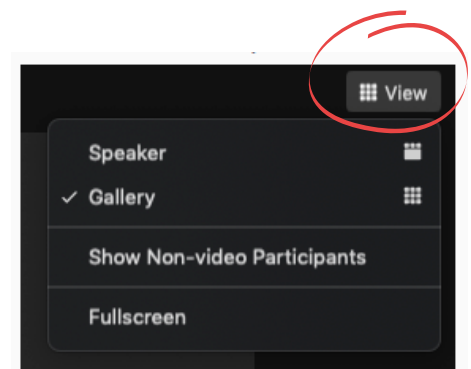 View
Speaker
Gallery
Show Non-video Participants
Fullscreen